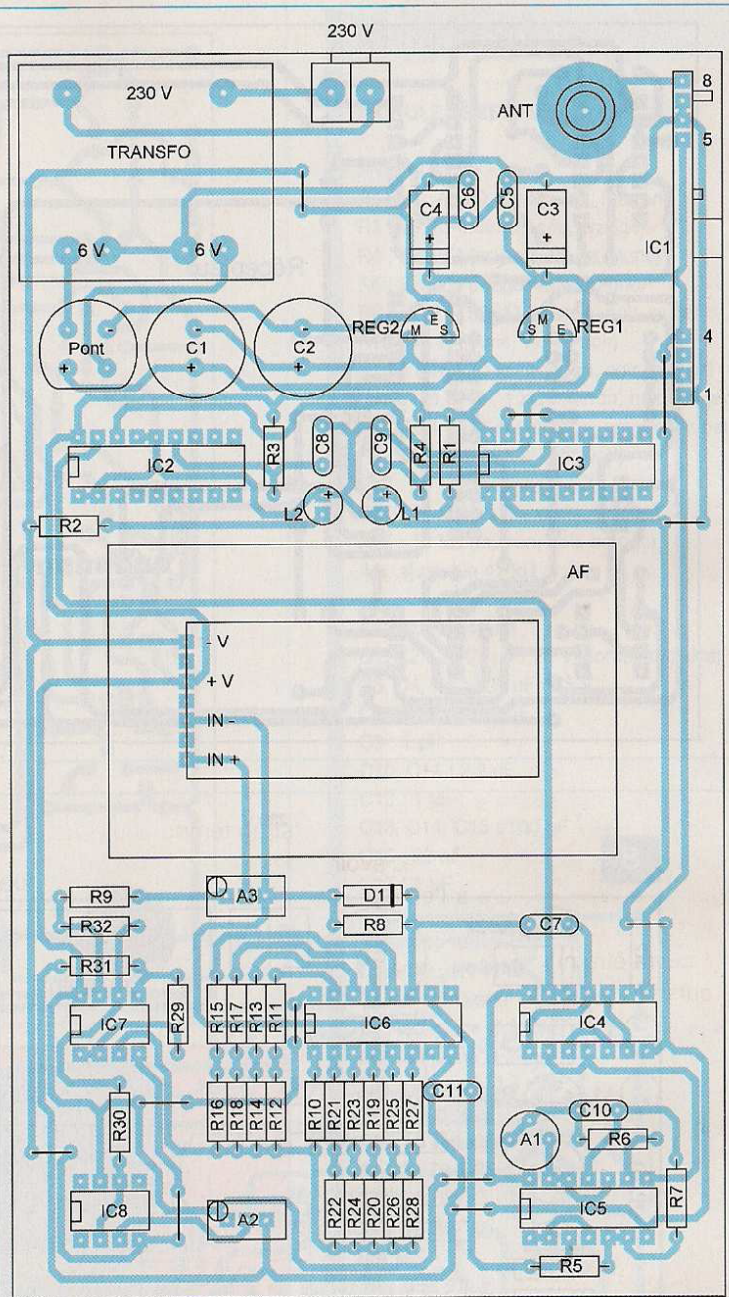 230 V
230 V
TRANSFO
6 V
6 V
ANT
8
5
IC1
4
1
C4
C6
C5
C3
+
+
REG2
M
E
S
S
M
E
REG1
Pont
-
+
-
C1
+
-
C2
+
IC2
R3
C8
C9
R4
R1
IC3
R2
+
L2
+
L1
AF
- V
+ V
IN -
IN +
R9
A3
D1
R32
R8
C7
R31
IC7
R29
R15
R17
R13
R11
IC6
IC4
R30
R16
R18
R14
R12
R10
R21
R23
R19
R25
R27
C11
A1
C10
R6
R7
IC8
A2
R22
R24
R20
R26
R28
IC5
R5